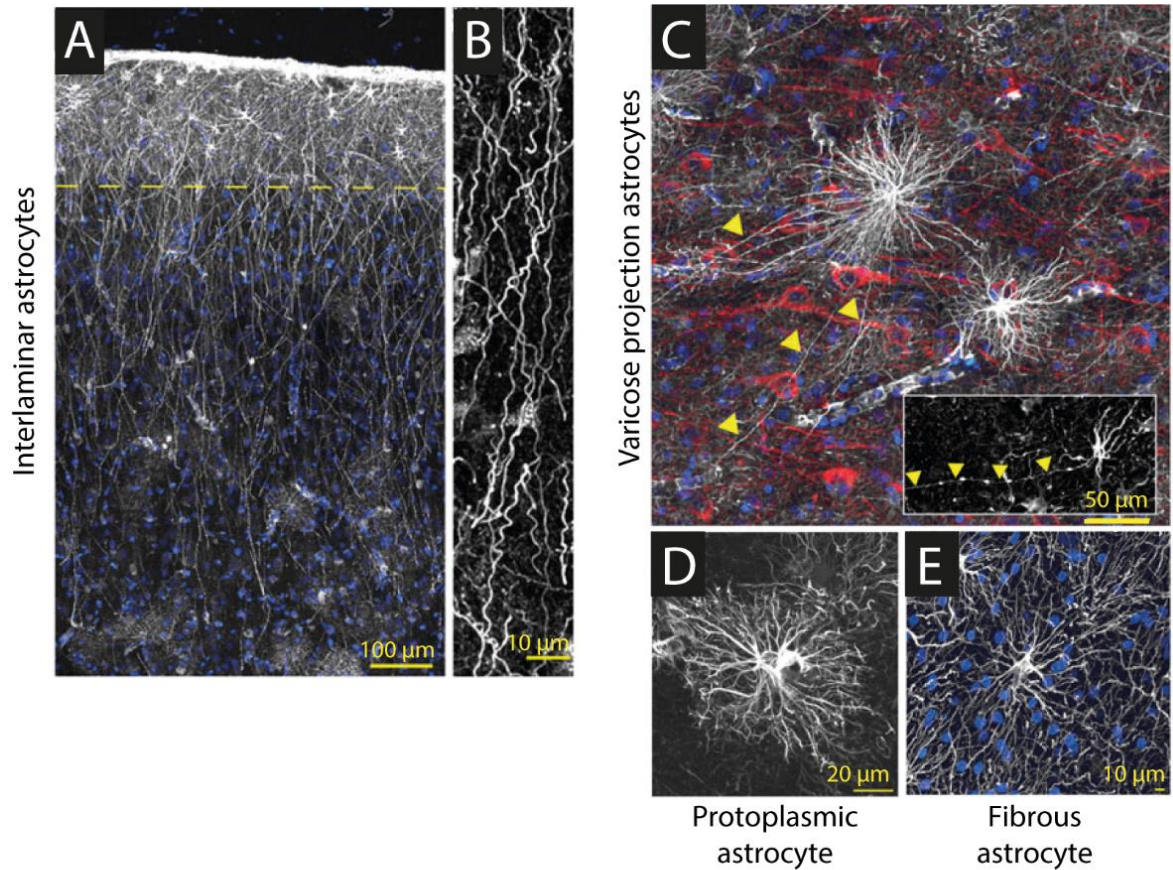 A
B
C
Interlaminar astrocytes
Varicose projection astrocytes
100 µm
10 µm
50 µm
D
E
20 µm
10 µm
Protoplasmic
astrocyte
Fibrous
astrocyte